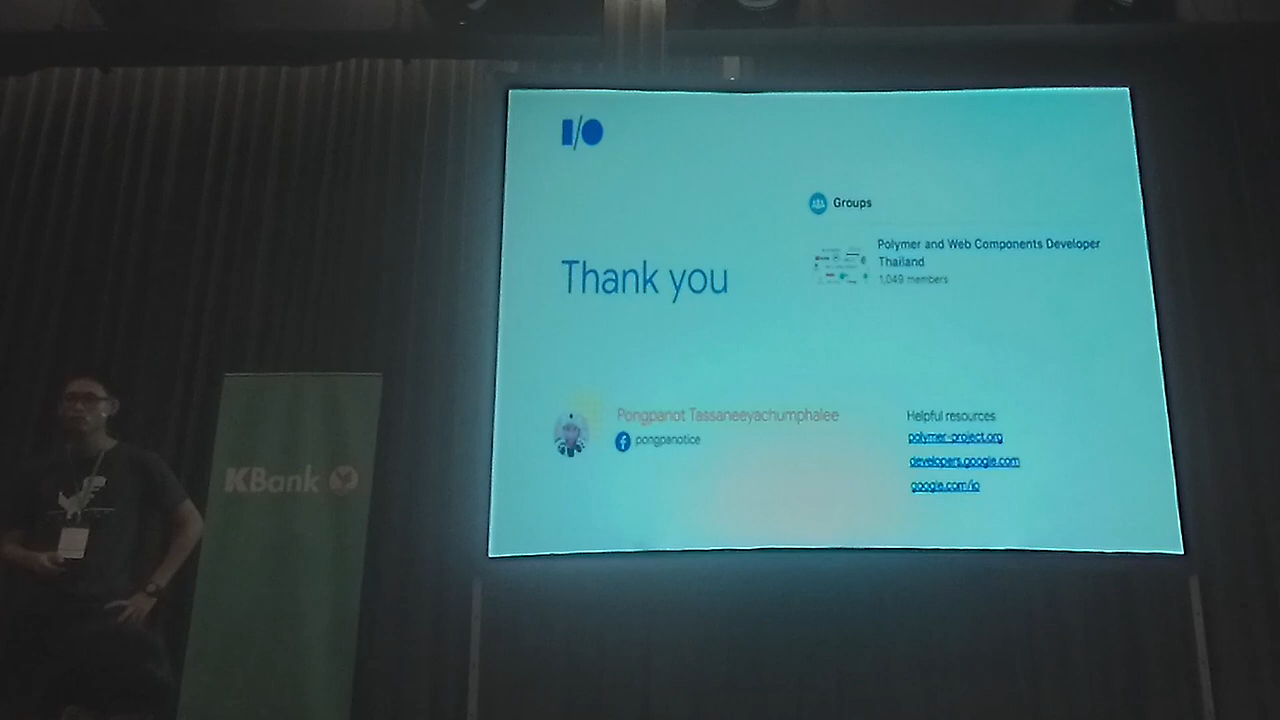 I/O
Groups
Polymer and Web Components Developer
Thailand
1,049 members
Thank you
Pongpanot Tassaneeyachumphalee
pongpanotice
Helpful resources
polymer-project.org
developers.google.com
google.com/io
KBank